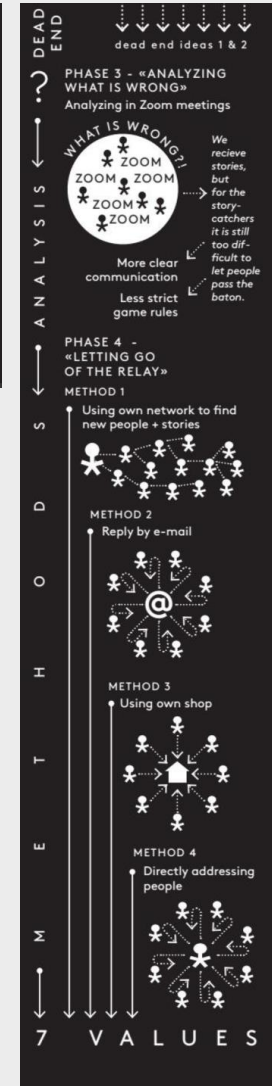 DEAD
END
dead end ideas 1 & 2
?
PHASE 3 - «ANALYZING
WHAT IS WRONG»
Analyzing in Zoom meetings
WHAT IS WRONG?!
ZOOM
ZOOM ZOOM
ZOOM
ZOOM
We
recieve
stories,
but
for the
story-
catchers
it is still
too dif-
ficult to
let people
pass the
baton.
More clear
communication
Less strict
game rules
ANALYSIS
PHASE 4 -
«LETTING GO
OF THE RELAY»
METHOD 1
Using own network to find
new people + stories
METHOD 2
Reply by e-mail
@
METHOD 3
Using own shop
METHOD 4
Directly addressing
people
METHODS
7 VALUES